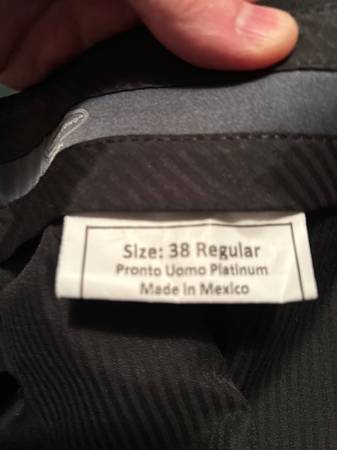 Size: 38 Regular
Pronto Uomo Platinum
Made In Mexico